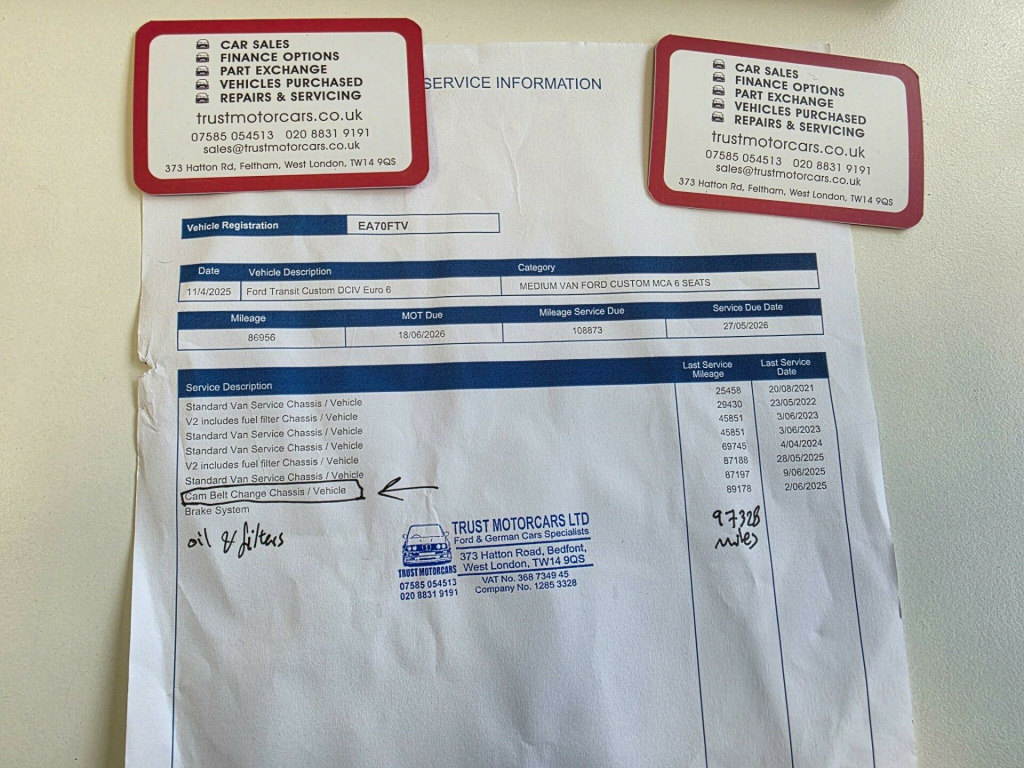 CAR SALES
FINANCE OPTIONS
PART EXCHANGE
VEHICLES PURCHASED
REPAIRS & SERVICING
trustmotorcars.co.uk
07585 054513 020 8831 9191
sales@trustmotorcars.co.uk
373 Hatton Rd, Feltham, West London, TW14 9QS
SERVICE INFORMATION
CAR SALES
FINANCE OPTIONS
PART EXCHANGE
VEHICLES PURCHASED
REPAIRS & SERVICING
trustmotorcars.co.uk
07585 054513 020 8831 9191
sales@trustmotorcars.co.uk
373 Hatton Rd, Feltham, West London, TW14 9QS
Vehicle Registration EA70FTV
Date Vehicle Description Category
11/4/2025 Ford Transit Custom DCIV Euro 6 MEDIUM VAN FORD CUSTOM MCA 6 SEATS
Mileage MOT Due Mileage Service Due Service Due Date
86956 18/06/2026 108873 27/05/2026
Service Description Last Service Mileage Last Service Date
Standard Van Service Chassis / Vehicle 25458 20/08/2021
V2 includes fuel filter Chassis / Vehicle 29430 23/05/2022
Standard Van Service Chassis / Vehicle 45851 3/06/2023
Standard Van Service Chassis / Vehicle 45851 3/06/2023
V2 includes fuel filter Chassis / Vehicle 69745 4/04/2024
Standard Van Service Chassis / Vehicle 87188 28/05/2025
Cam Belt Change Chassis / Vehicle 87197 9/06/2025
Brake System 89178 2/06/2025
oil & filters 97328 miles
TRUST MOTORCARS LTD
Ford & German Cars Specialists
373 Hatton Road, Bedfont,
West London, TW14 9QS
VAT No. 368 7349 45
Company No. 1285 3328
TRUST MOTORCARS
07585 054513
020 8831 9191